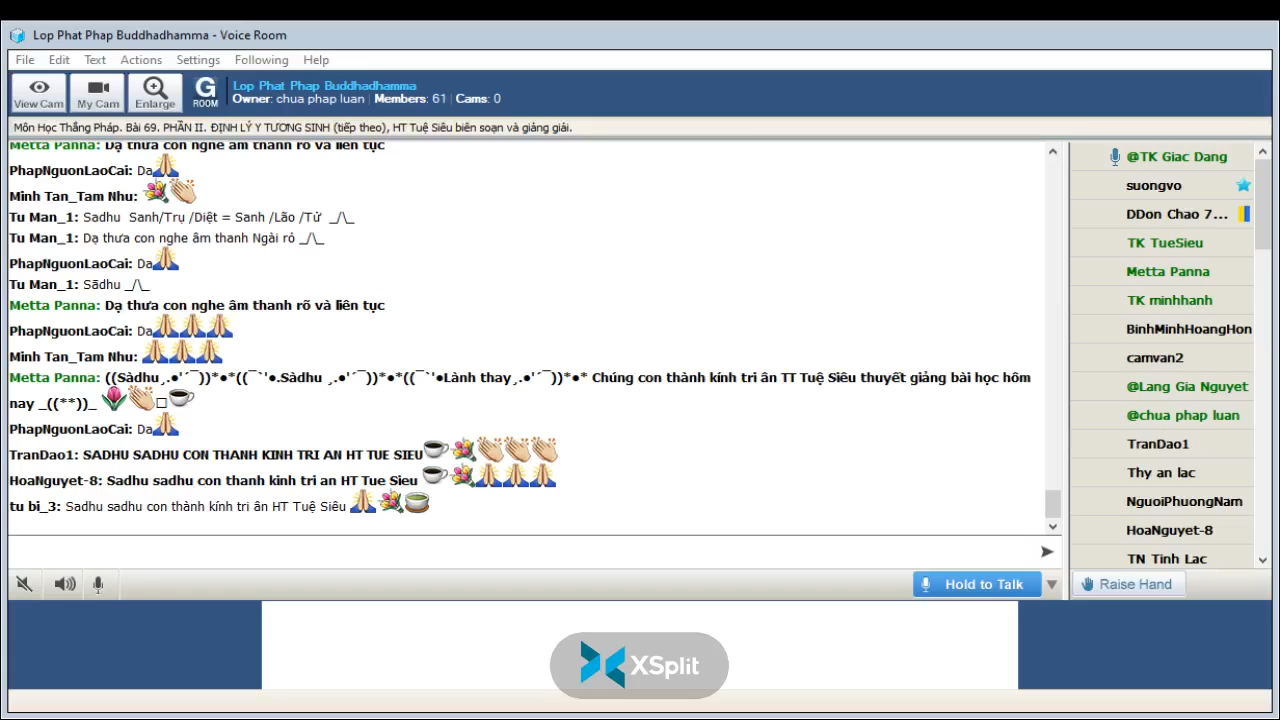 Lop Phat Phap Buddhadhamma - Voice Room
File Edit Text Actions Settings Following Help
View Cam My Cam Enlarge G ROOM
Lop Phat Phap Buddhadhamma
Owner: chua phap luan | Members: 61 | Cams: 0
Môn Học Thắng Pháp. Bài 69. PHẦN II. ĐỊNH LÝ Y TƯƠNG SINH (tiếp theo), HT Tuệ Siêu biên soạn và giảng giải.
Metta Panna: Dạ thưa con nghe âm thanh rõ và liên tục
PhapNguonLaoCai: Da🙏
Minh Tan_Tam Nhu: 💐👏
Tu Man_1: Sadhu Sanh/Trụ /Diệt = Sanh /Lão /Tử _/\_
Tu Man_1: Dạ thưa con nghe âm thanh Ngài rỏ _/\_
PhapNguonLaoCai: Da🙏
Tu Man_1: Sādhu _/\_
Metta Panna: Dạ thưa con nghe âm thanh rõ và liên tục
PhapNguonLaoCai: Da🙏🙏🙏
Minh Tan_Tam Nhu: 🙏🙏🙏
Metta Panna: ((Sàdhu¸.•'´¯))*•*((¯`'•.Sàdhu ¸.•'´¯))*•*((¯`'•Lành thay¸.•'´¯))*•* Chúng con thành kính tri ân TT Tuệ Siêu thuyết giảng bài học hôm
nay _((**))_ 🌷👏□☕
PhapNguonLaoCai: Da🙏
TranDao1: SADHU SADHU CON THANH KINH TRI AN HT TUE SIEU☕💐👏👏👏
HoaNguyet-8: Sadhu sadhu con thanh kinh tri an HT Tue Sieu ☕💐🙏🙏🙏
tu bi_3: Sadhu sadhu con thành kính tri ân HT Tuệ Siêu 🙏💐🍵
@TK Giac Dang
suongvo
DDon Chao 7...
TK TueSieu
Metta Panna
TK minhhanh
BinhMinhHoangHon
camvan2
@Lang Gia Nguyet
@chua phap luan
TranDao1
Thy an lac
NguoiPhuongNam
HoaNguyet-8
TN Tinh Lac
Hold to Talk
Raise Hand
XSplit